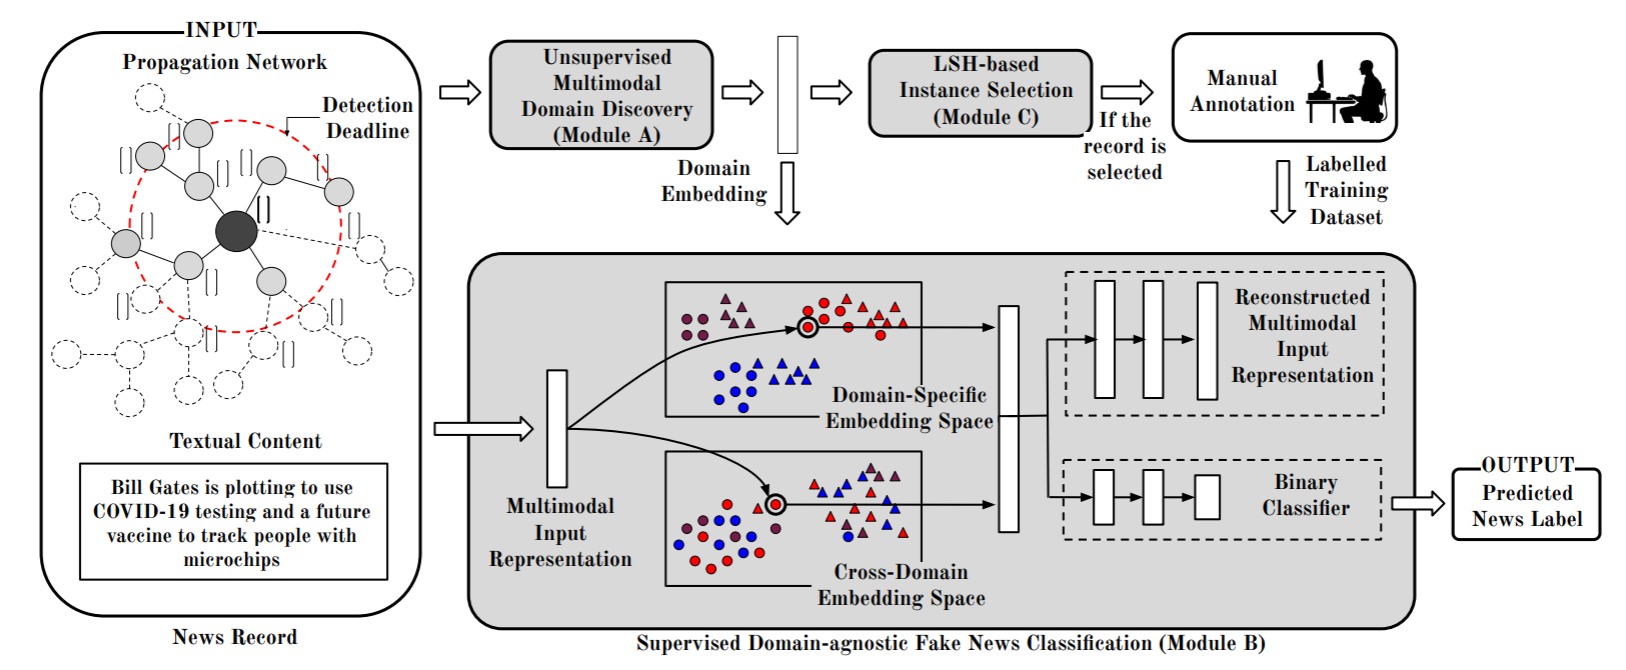 INPUT
Propagation Network
Detection
Deadline
Textual Content
Bill Gates is plotting to use
COVID-19 testing and a future
vaccine to track people with
microchips
News Record
Unsupervised
Multimodal
Domain Discovery
(Module A)
Domain
Embedding
LSH-based
Instance Selection
(Module C)
If the
record is
selected
Manual
Annotation
Labelled
Training
Dataset
Multimodal
Input
Representation
Domain-Specific
Embedding Space
Cross-Domain
Embedding Space
Reconstructed
Multimodal
Input
Representation
Binary
Classifier
Supervised Domain-agnostic Fake News Classification (Module B)
OUTPUT
Predicted
News Label